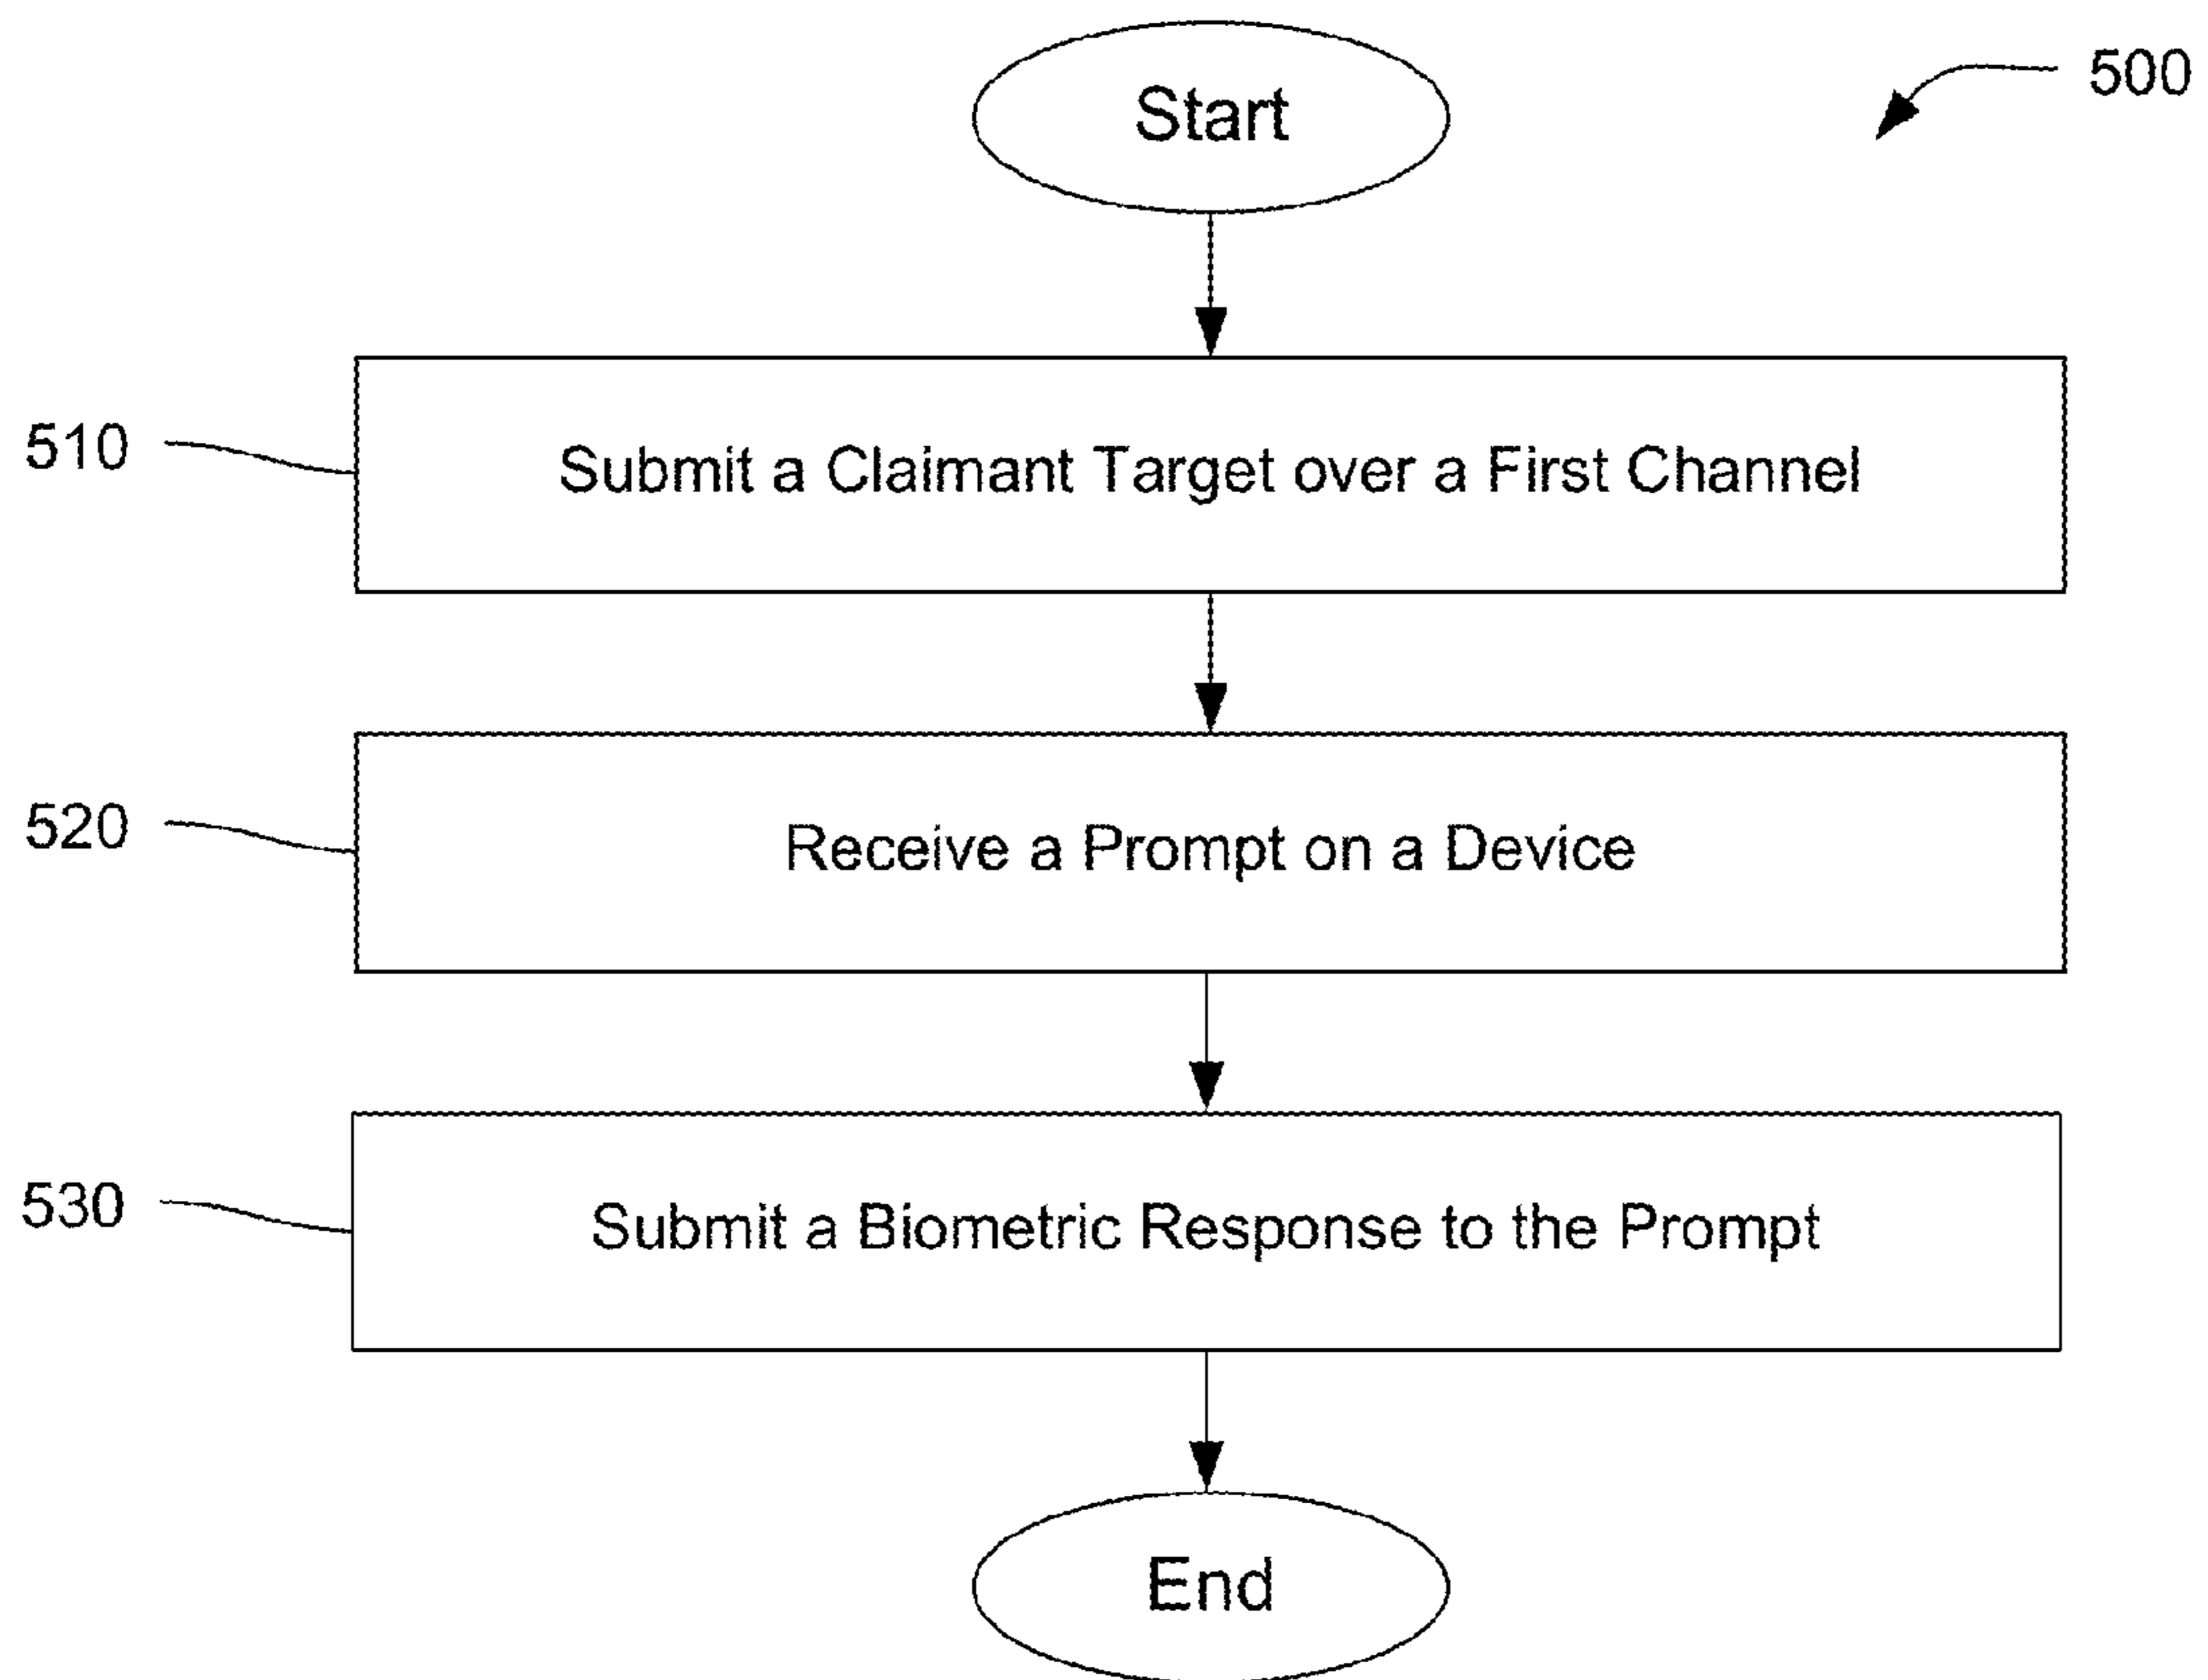 Start
500
510
Submit a Claimant Target over a First Channel
520
Receive a Prompt on a Device
530
Submit a Biometric Response to the Prompt
End